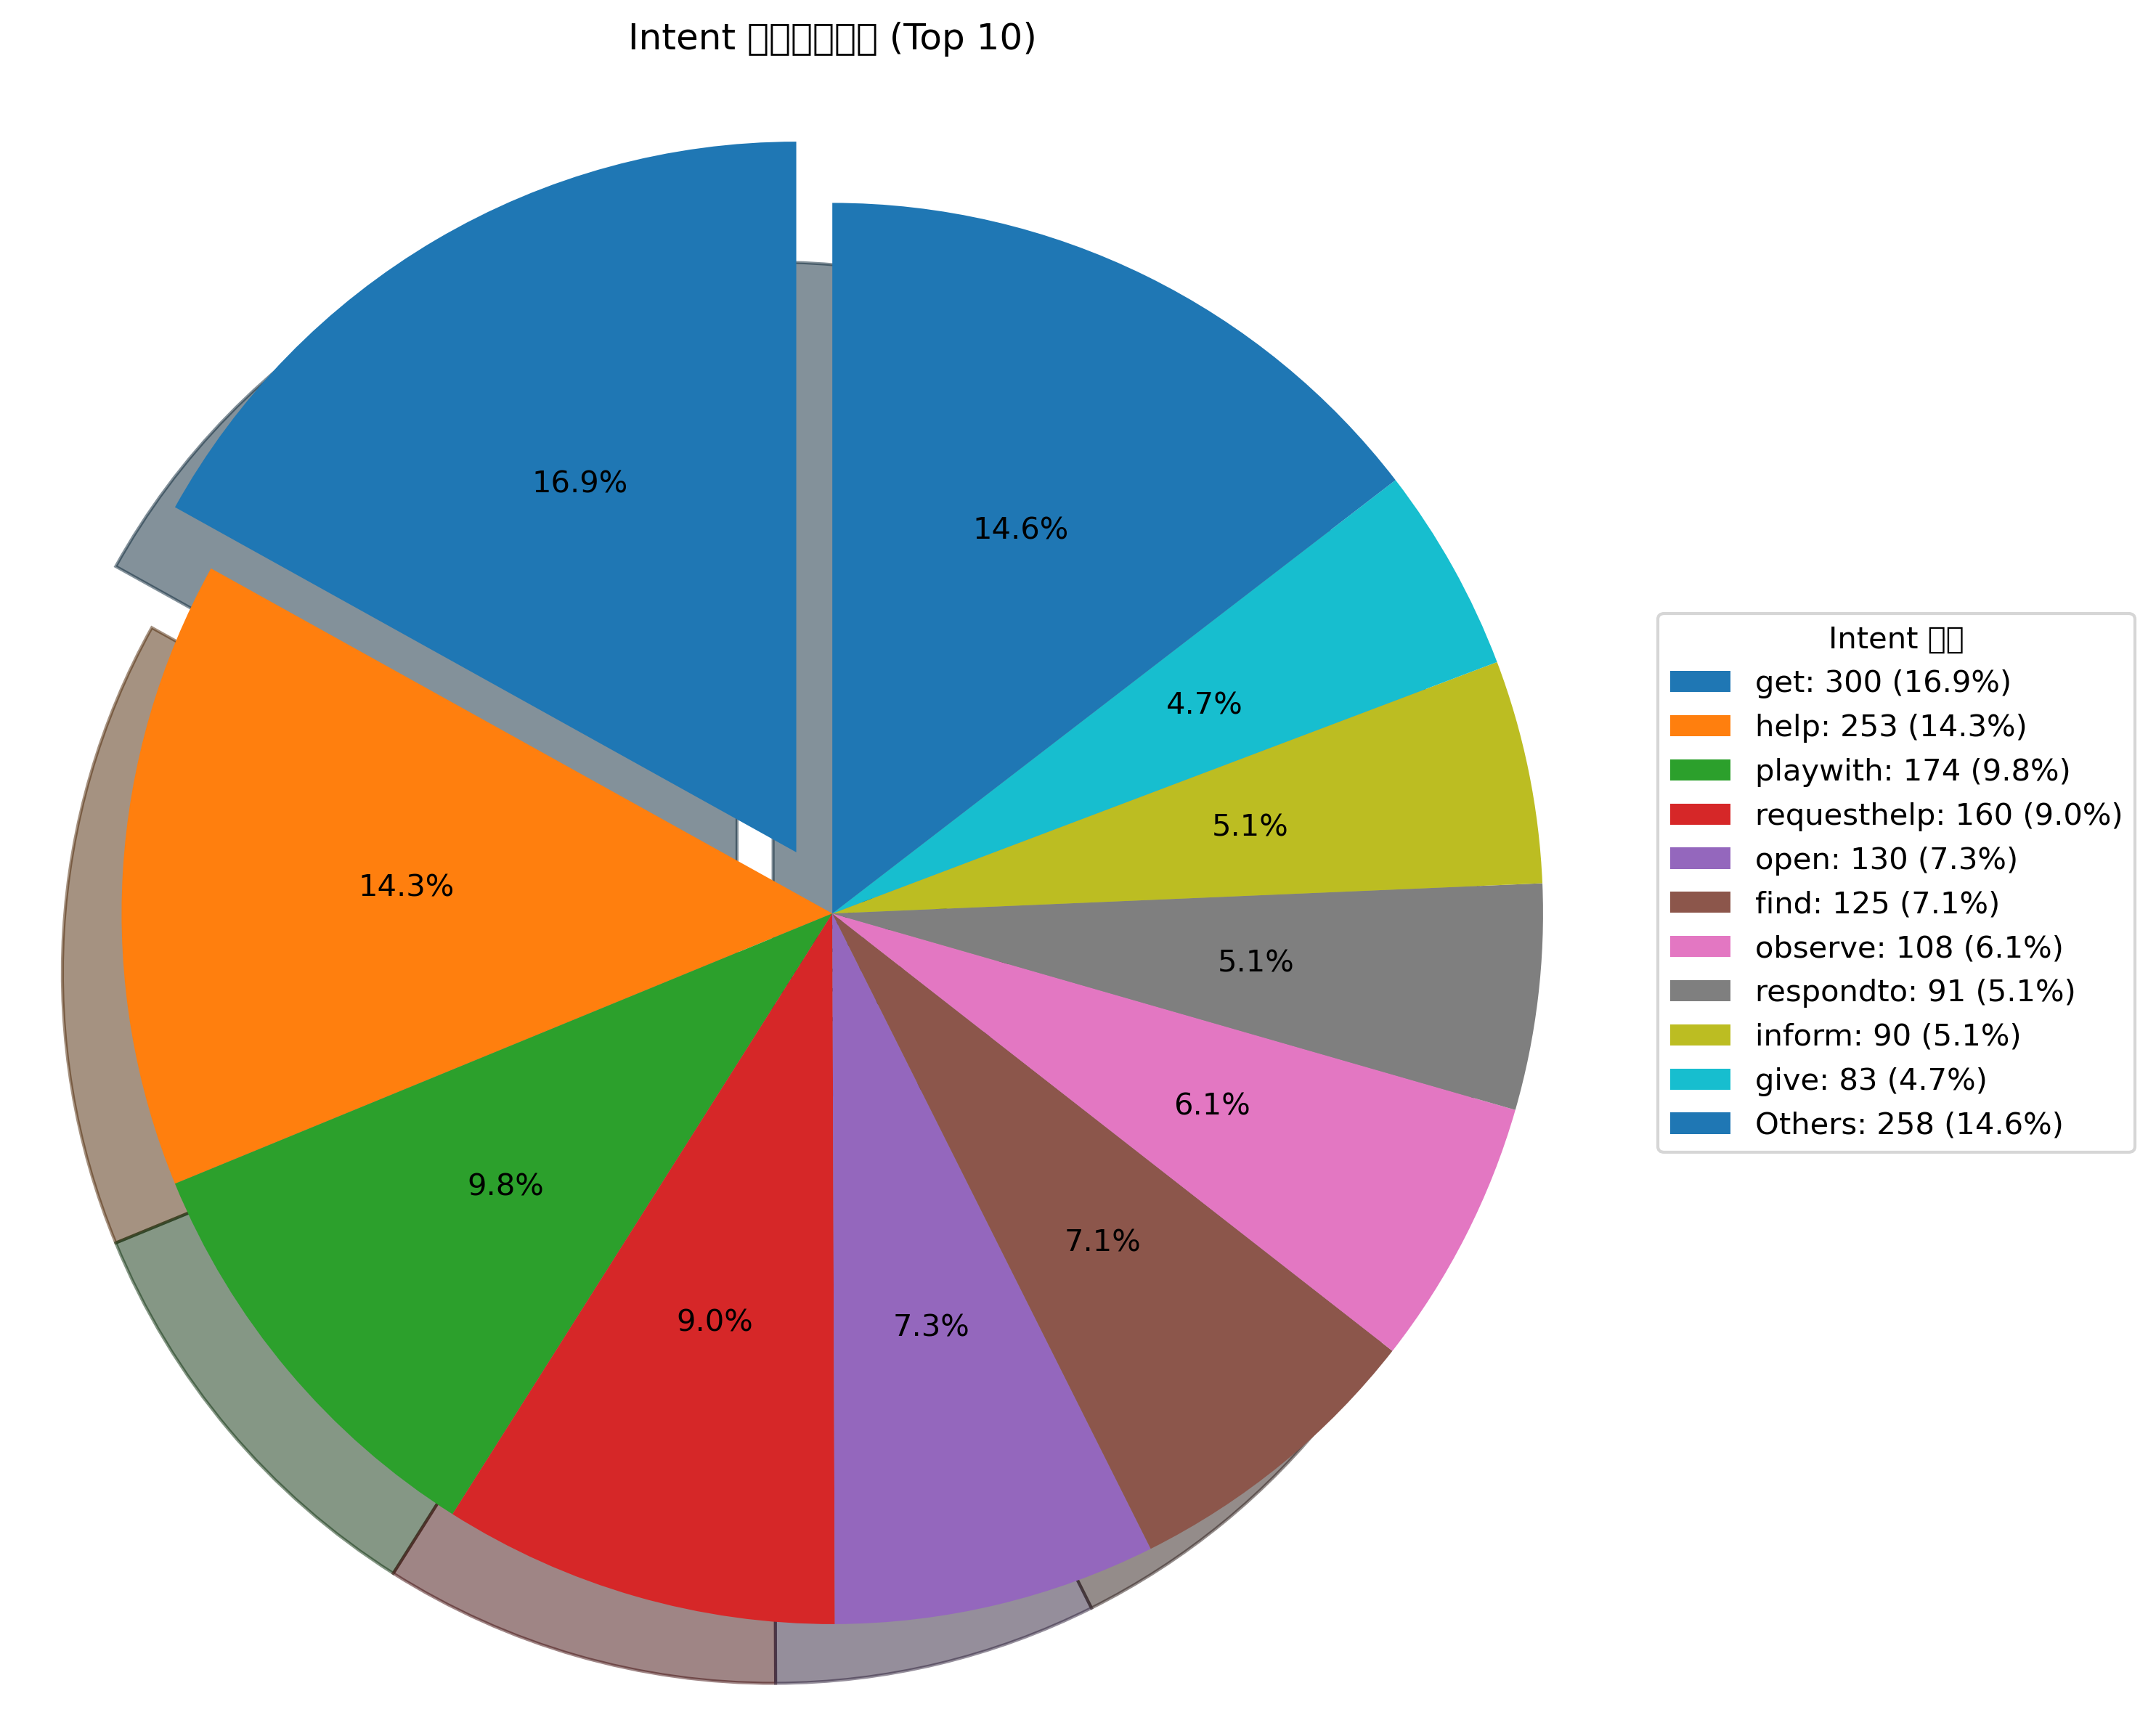 Intent (Top 10)
16.9%
14.6%
4.7%
5.1%
14.3%
5.1%
6.1%
9.8%
7.1%
9.0%
7.3%
Intent
get: 300 (16.9%)
help: 253 (14.3%)
playwith: 174 (9.8%)
requesthelp: 160 (9.0%)
open: 130 (7.3%)
find: 125 (7.1%)
observe: 108 (6.1%)
respondto: 91 (5.1%)
inform: 90 (5.1%)
give: 83 (4.7%)
Others: 258 (14.6%)